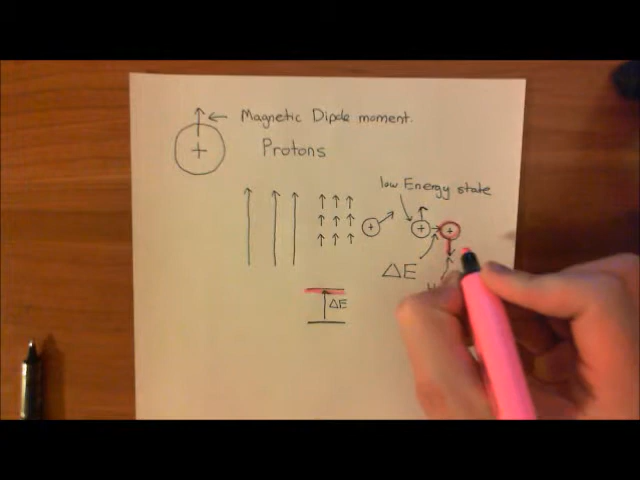 Magnetic Dipole moment.
+ Protons
low Energy state
+ + +
ΔE
ΔE